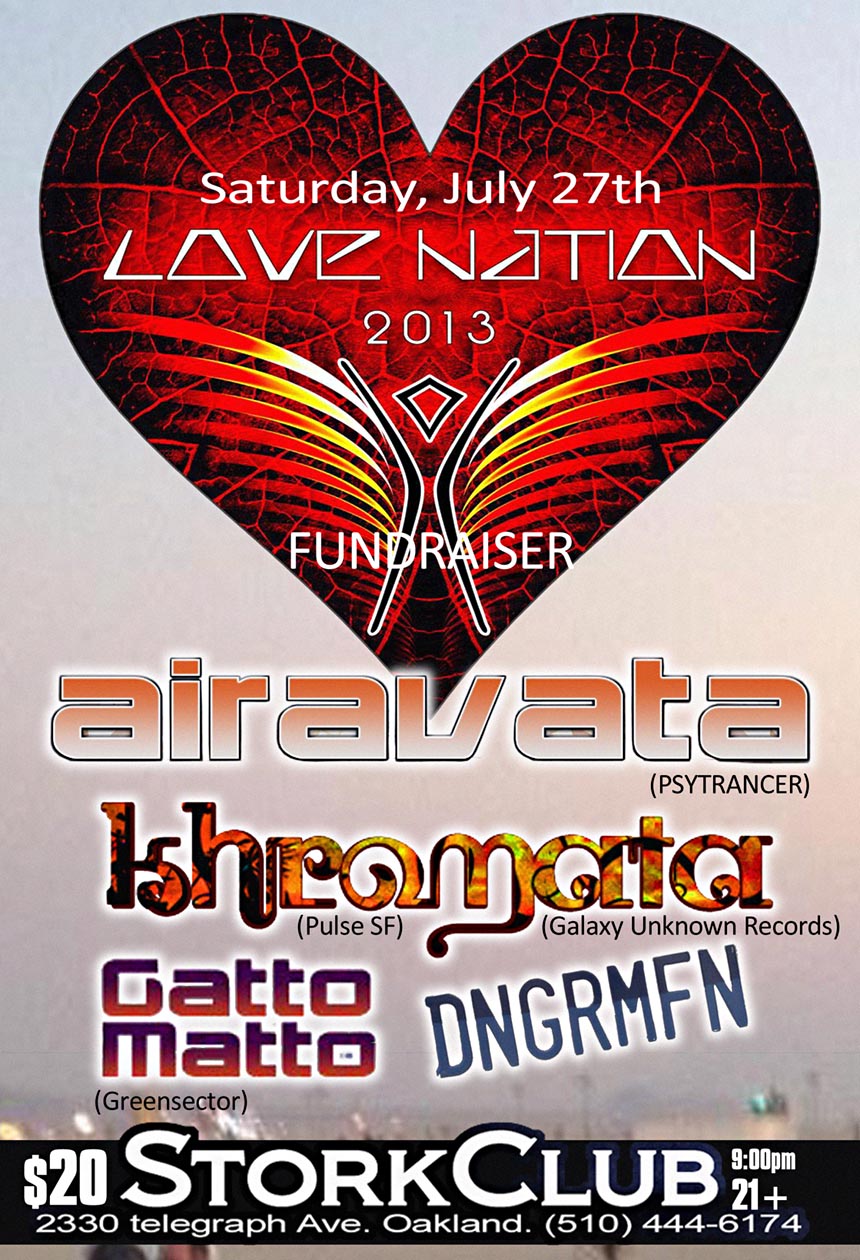 Saturday, July 27th
LOVE NATION
2013
FUNDRAISER
airavata
(PSYTRANCER)
kshromata
(Pulse SF) (Galaxy Unknown Records)
Gatto Matto
DNGRMFN
(Greensector)
$20 STORKCLUB 9:00pm 21+
2330 telegraph Ave. Oakland. (510) 444-6174